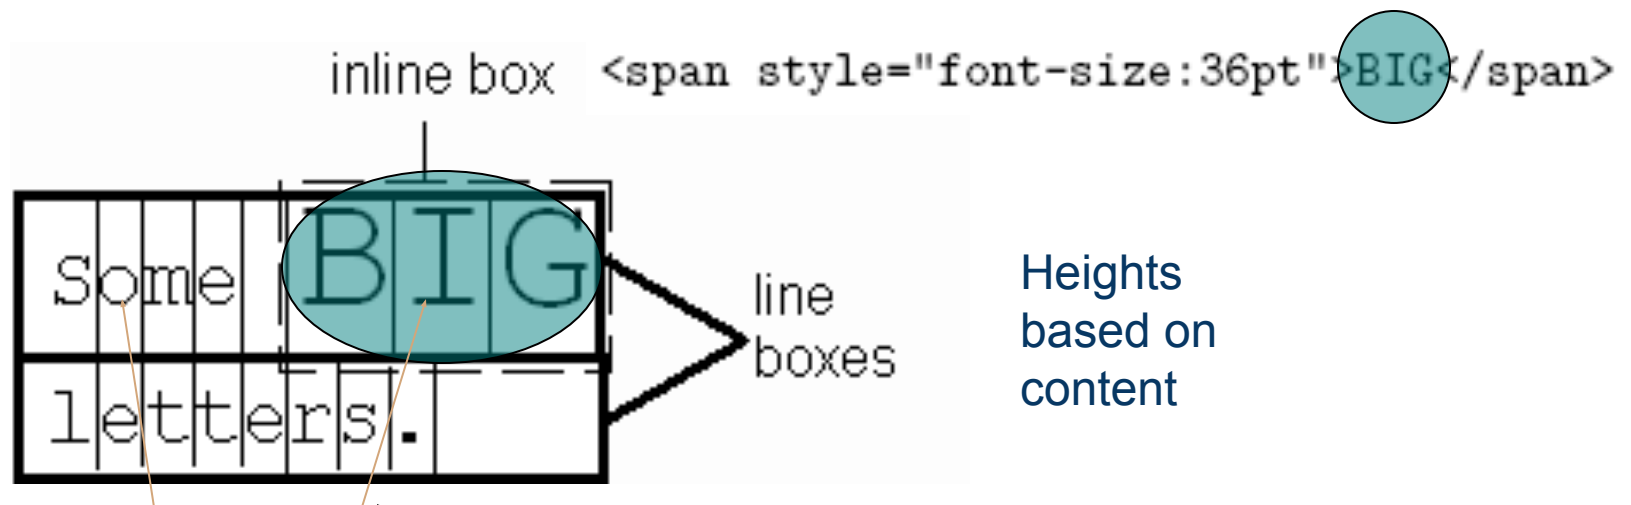 inline box
<span style="font-size:36pt">BIG</span>
Some BIG
letters.
line
boxes
Heights
based on
content